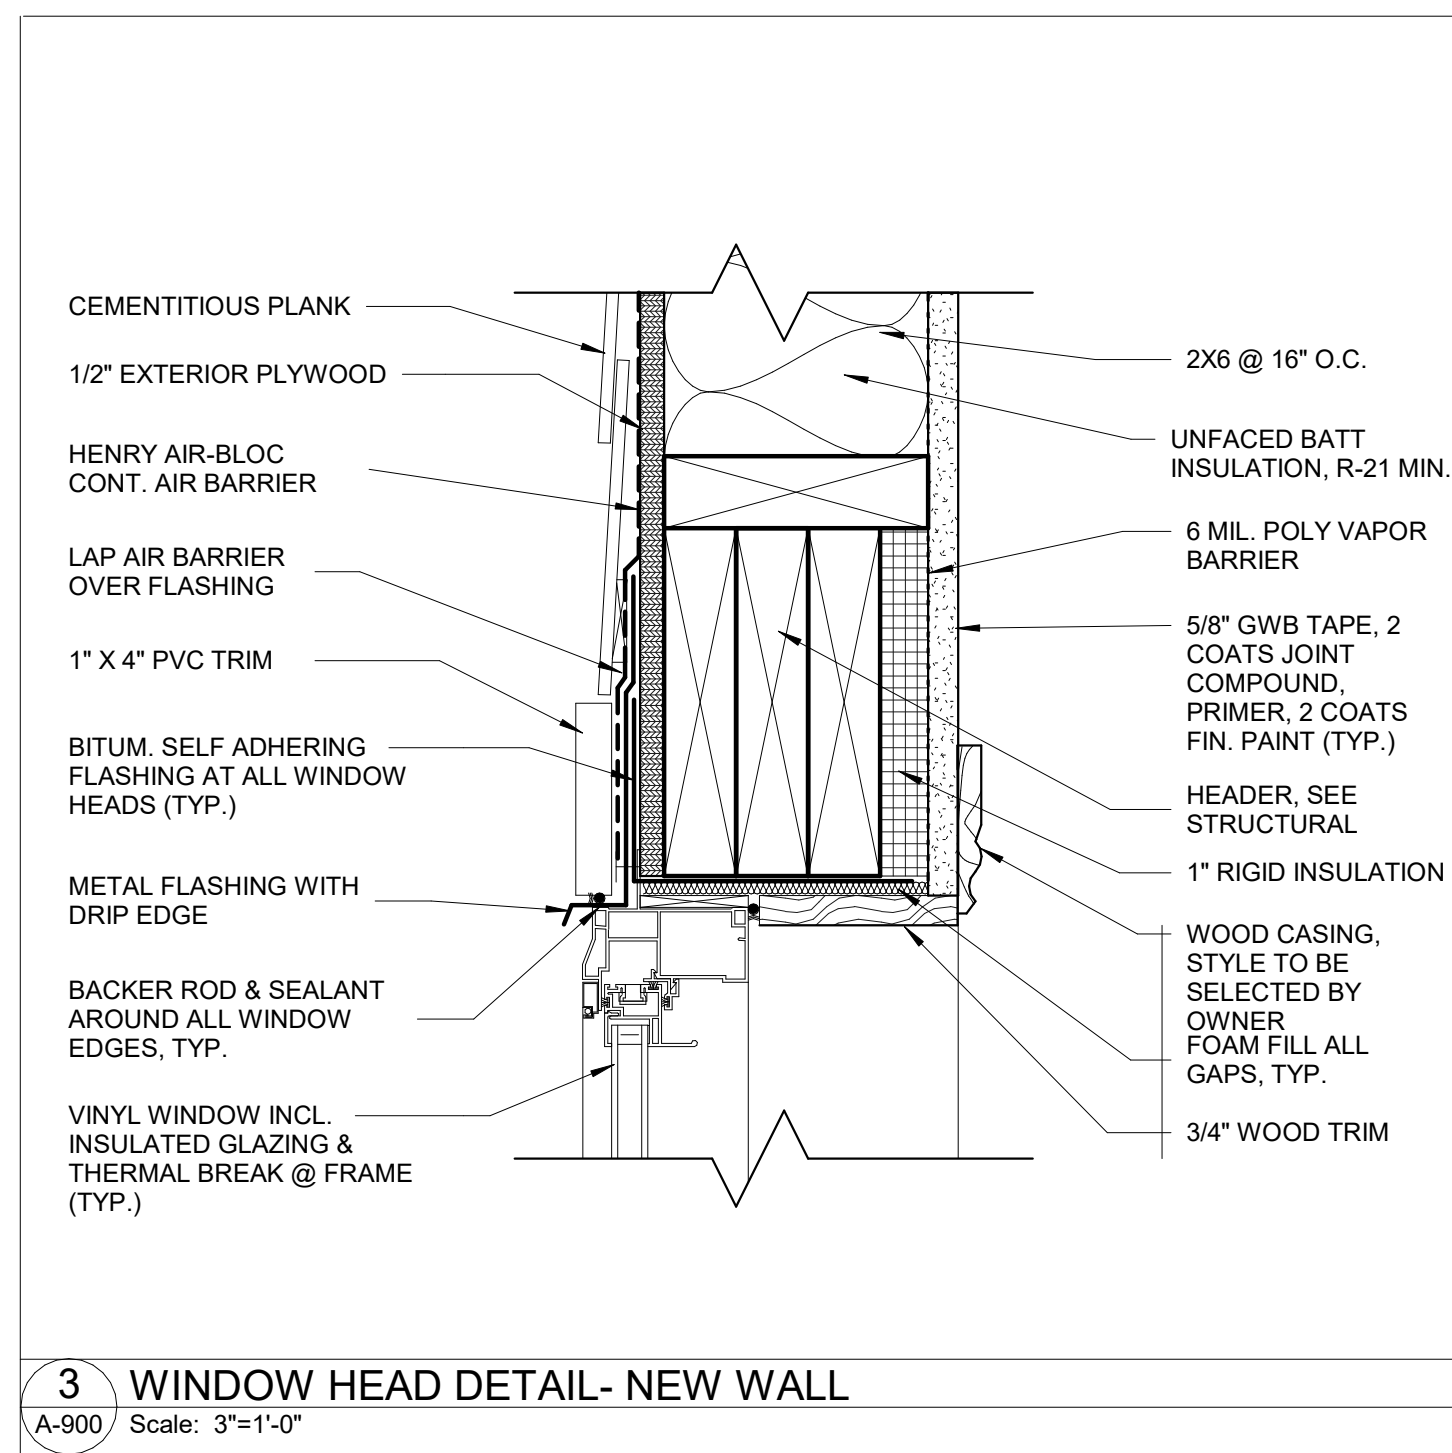 CEMENTITIOUS PLANK
1/2" EXTERIOR PLYWOOD
HENRY AIR-BLOC
CONT. AIR BARRIER
LAP AIR BARRIER
OVER FLASHING
1" X 4" PVC TRIM
BITUM. SELF ADHERING
FLASHING AT ALL WINDOW
HEADS (TYP.)
METAL FLASHING WITH
DRIP EDGE
BACKER ROD & SEALANT
AROUND ALL WINDOW
EDGES, TYP.
VINYL WINDOW INCL.
INSULATED GLAZING &
THERMAL BREAK @ FRAME
(TYP.)
2X6 @ 16" O.C.
UNFACED BATT
INSULATION, R-21 MIN.
6 MIL. POLY VAPOR
BARRIER
5/8" GWB TAPE, 2
COATS JOINT
COMPOUND,
PRIMER, 2 COATS
FIN. PAINT (TYP.)
HEADER, SEE
STRUCTURAL
1" RIGID INSULATION
WOOD CASING,
STYLE TO BE
SELECTED BY
OWNER
FOAM FILL ALL
GAPS, TYP.
3/4" WOOD TRIM
3
A-900
WINDOW HEAD DETAIL- NEW WALL
Scale: 3"=1'-0"